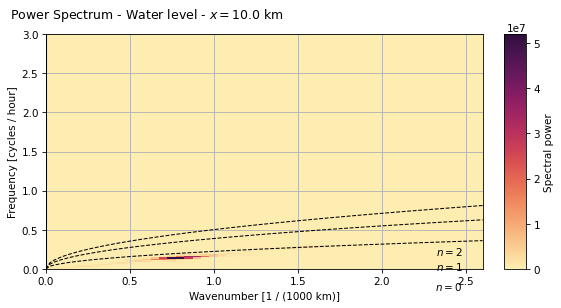 Power Spectrum - Water level - x = 10.0 km
1e7
3.0
2.5
2.0
1.5
1.0
0.5
0.0
Frequency [cycles / hour]
0.0
0.5
1.0
1.5
2.0
2.5
Wavenumber [1 / (1000 km)]
n = 2
n = 1
n = 0
5
4
3
2
1
0
Spectral power